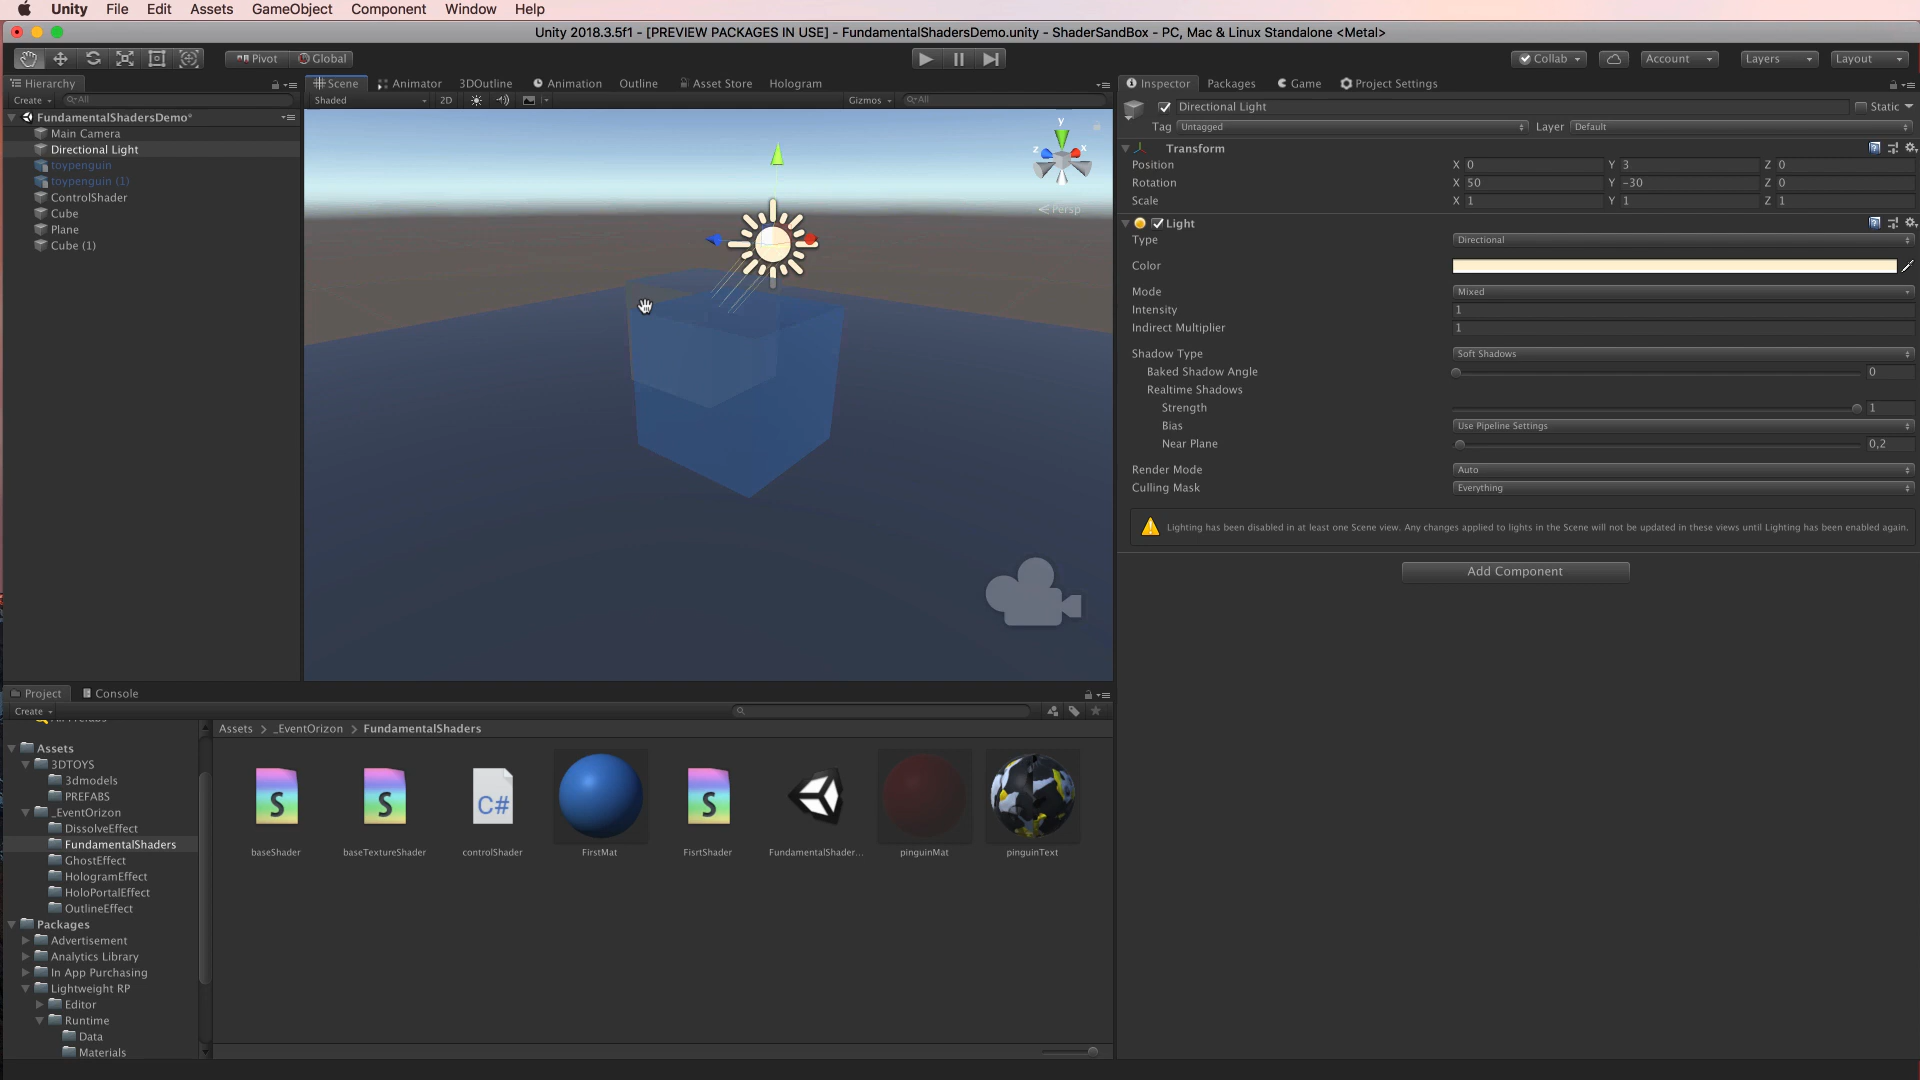 Unity File Edit Assets GameObject Component Window Help
Unity 2018.3.5f1 - [PREVIEW PACKAGES IN USE] - FundamentalShadersDemo.unity - ShaderSandBox - PC, Mac & Linux Standalone <Metal>
Pivot Global Collab Account Layers Layout
Hierarchy Scene Animator 3DOutline Animation Outline Asset Store Hologram Inspector Packages Game Project Settings
Create All Shaded 2D Gizmos All
Directional Light Static
FundamentalShadersDemo*
Main Camera
Directional Light
toypenguin
toypenguin (1)
ControlShader
Cube
Plane
Cube (1)
y
z x
Persp
Tag Untagged Layer Default
Transform
Position X 0 Y 3 Z 0
Rotation X 50 Y -30 Z 0
Scale X 1 Y 1 Z 1
Light
Type Directional
Color
Mode Mixed
Intensity 1
Indirect Multiplier 1
Shadow Type Soft Shadows
Baked Shadow Angle 0
Realtime Shadows
Strength 1
Bias Use Pipeline Settings
Near Plane 0,2
Render Mode Auto
Culling Mask Everything
Lighting has been disabled in at least one Scene view. Any changes applied to lights in the Scene will not be updated in these views until Lighting has been enabled again.
Add Component
Project Console
Create
Assets
3DTOYS
3dmodels
PREFABS
_EventOrizon
DissolveEffect
FundamentalShaders
GhostEffect
HologramEffect
HoloPortalEffect
OutlineEffect
Packages
Advertisement
Analytics Library
In App Purchasing
Lightweight RP
Editor
Runtime
Data
Materials
Assets > _EventOrizon > FundamentalShaders
S S C# S
baseShader baseTextureShader controlShader FirstMat FisrtShader FundamentalShader... pinguinMat pinguinText